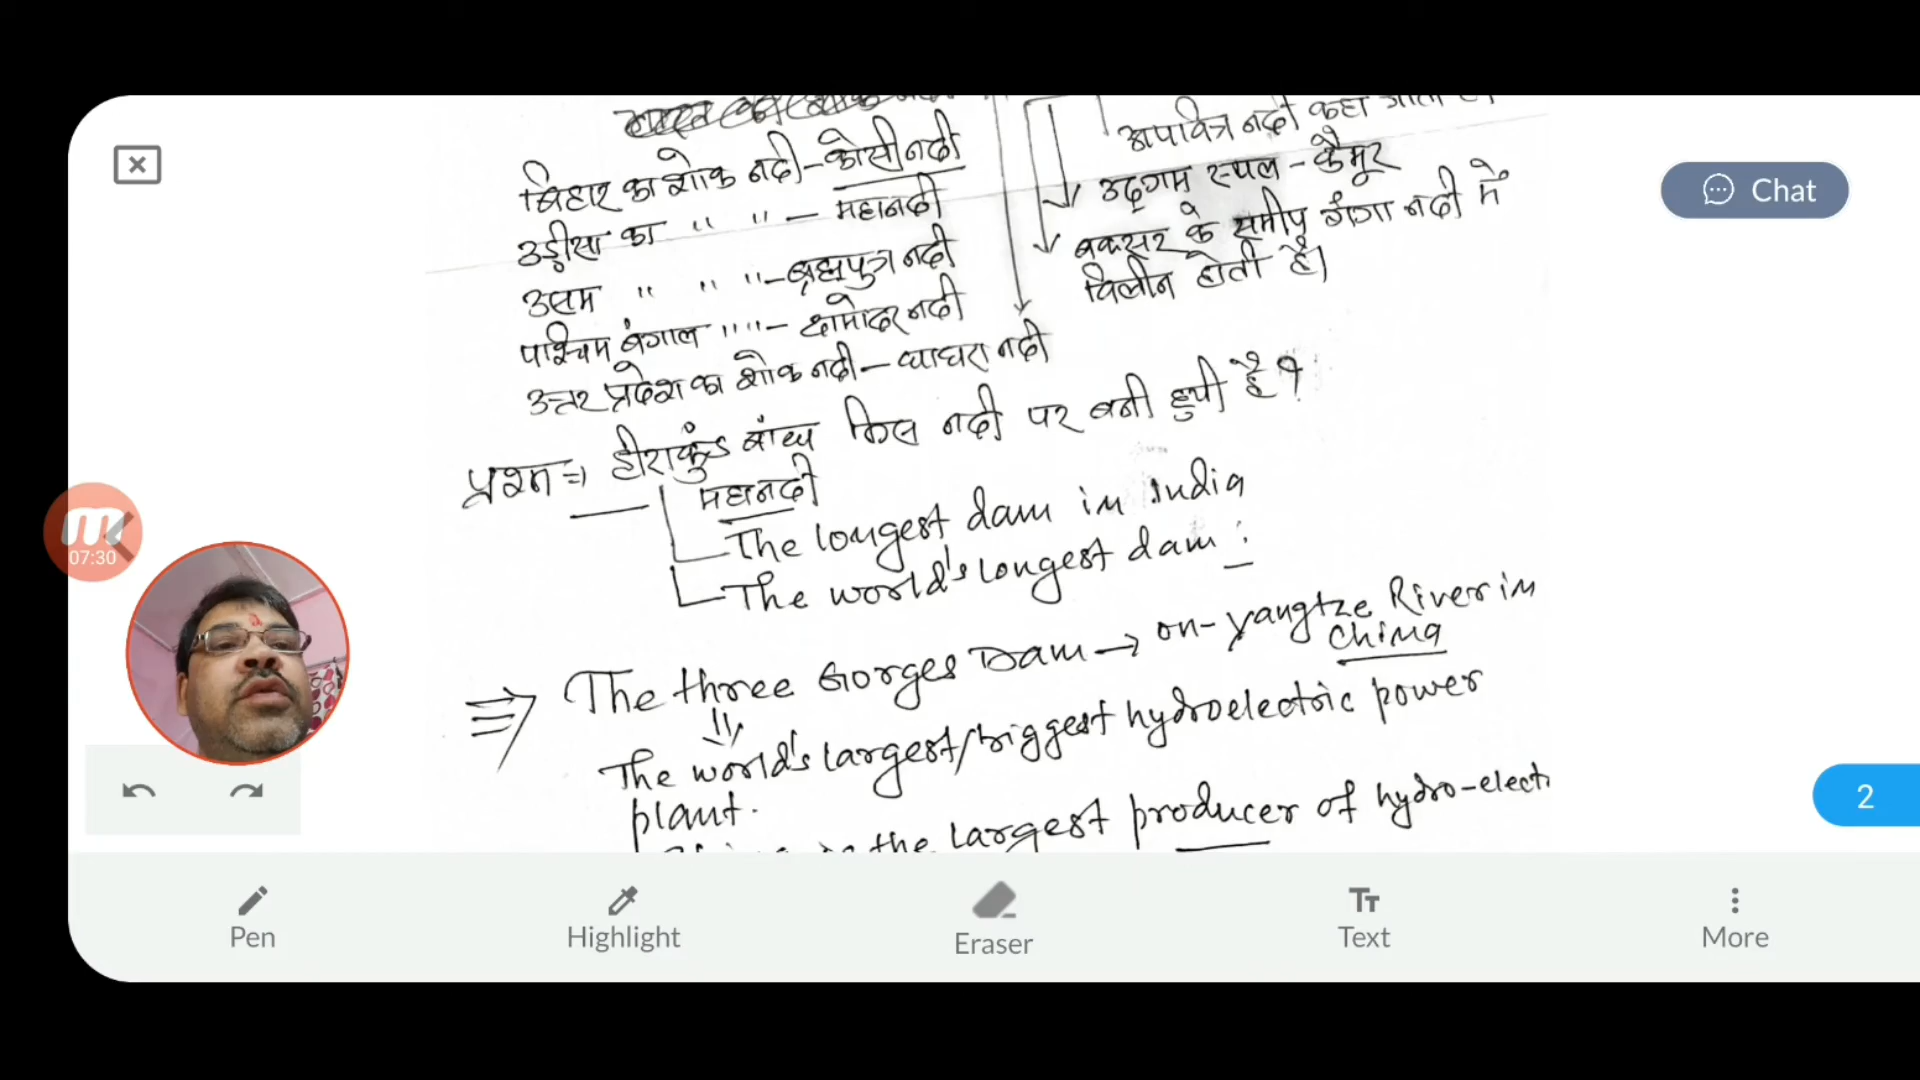 बिहार का शोक नदी - कोसी नदी
उड़ीसा का " " - महानदी
उसम " " " - ब्रह्मपुत्र नदी
पश्चिम बंगाल " " " - दामोदर नदी
उत्तर प्रदेश का शोक नदी - घाघरा नदी
अपवित्र नदी कहा जाता है।
उद्गम स्थल - कैमूर
बक्सर के समीप गंगा नदी में
विलीन होती है।
प्रश्न ⇒ हीराकुंड बांध किस नदी पर बनी हुयी है?
महानदी
The longest dam in India
The world's longest dam :
⇒ The three Gorges Dam → on - yangtze River in
China
The world's largest/biggest hydroelectric power
plant.
the largest producer of hydro-elect
Chat
07:30
2
Pen
Highlight
Eraser
Text
More